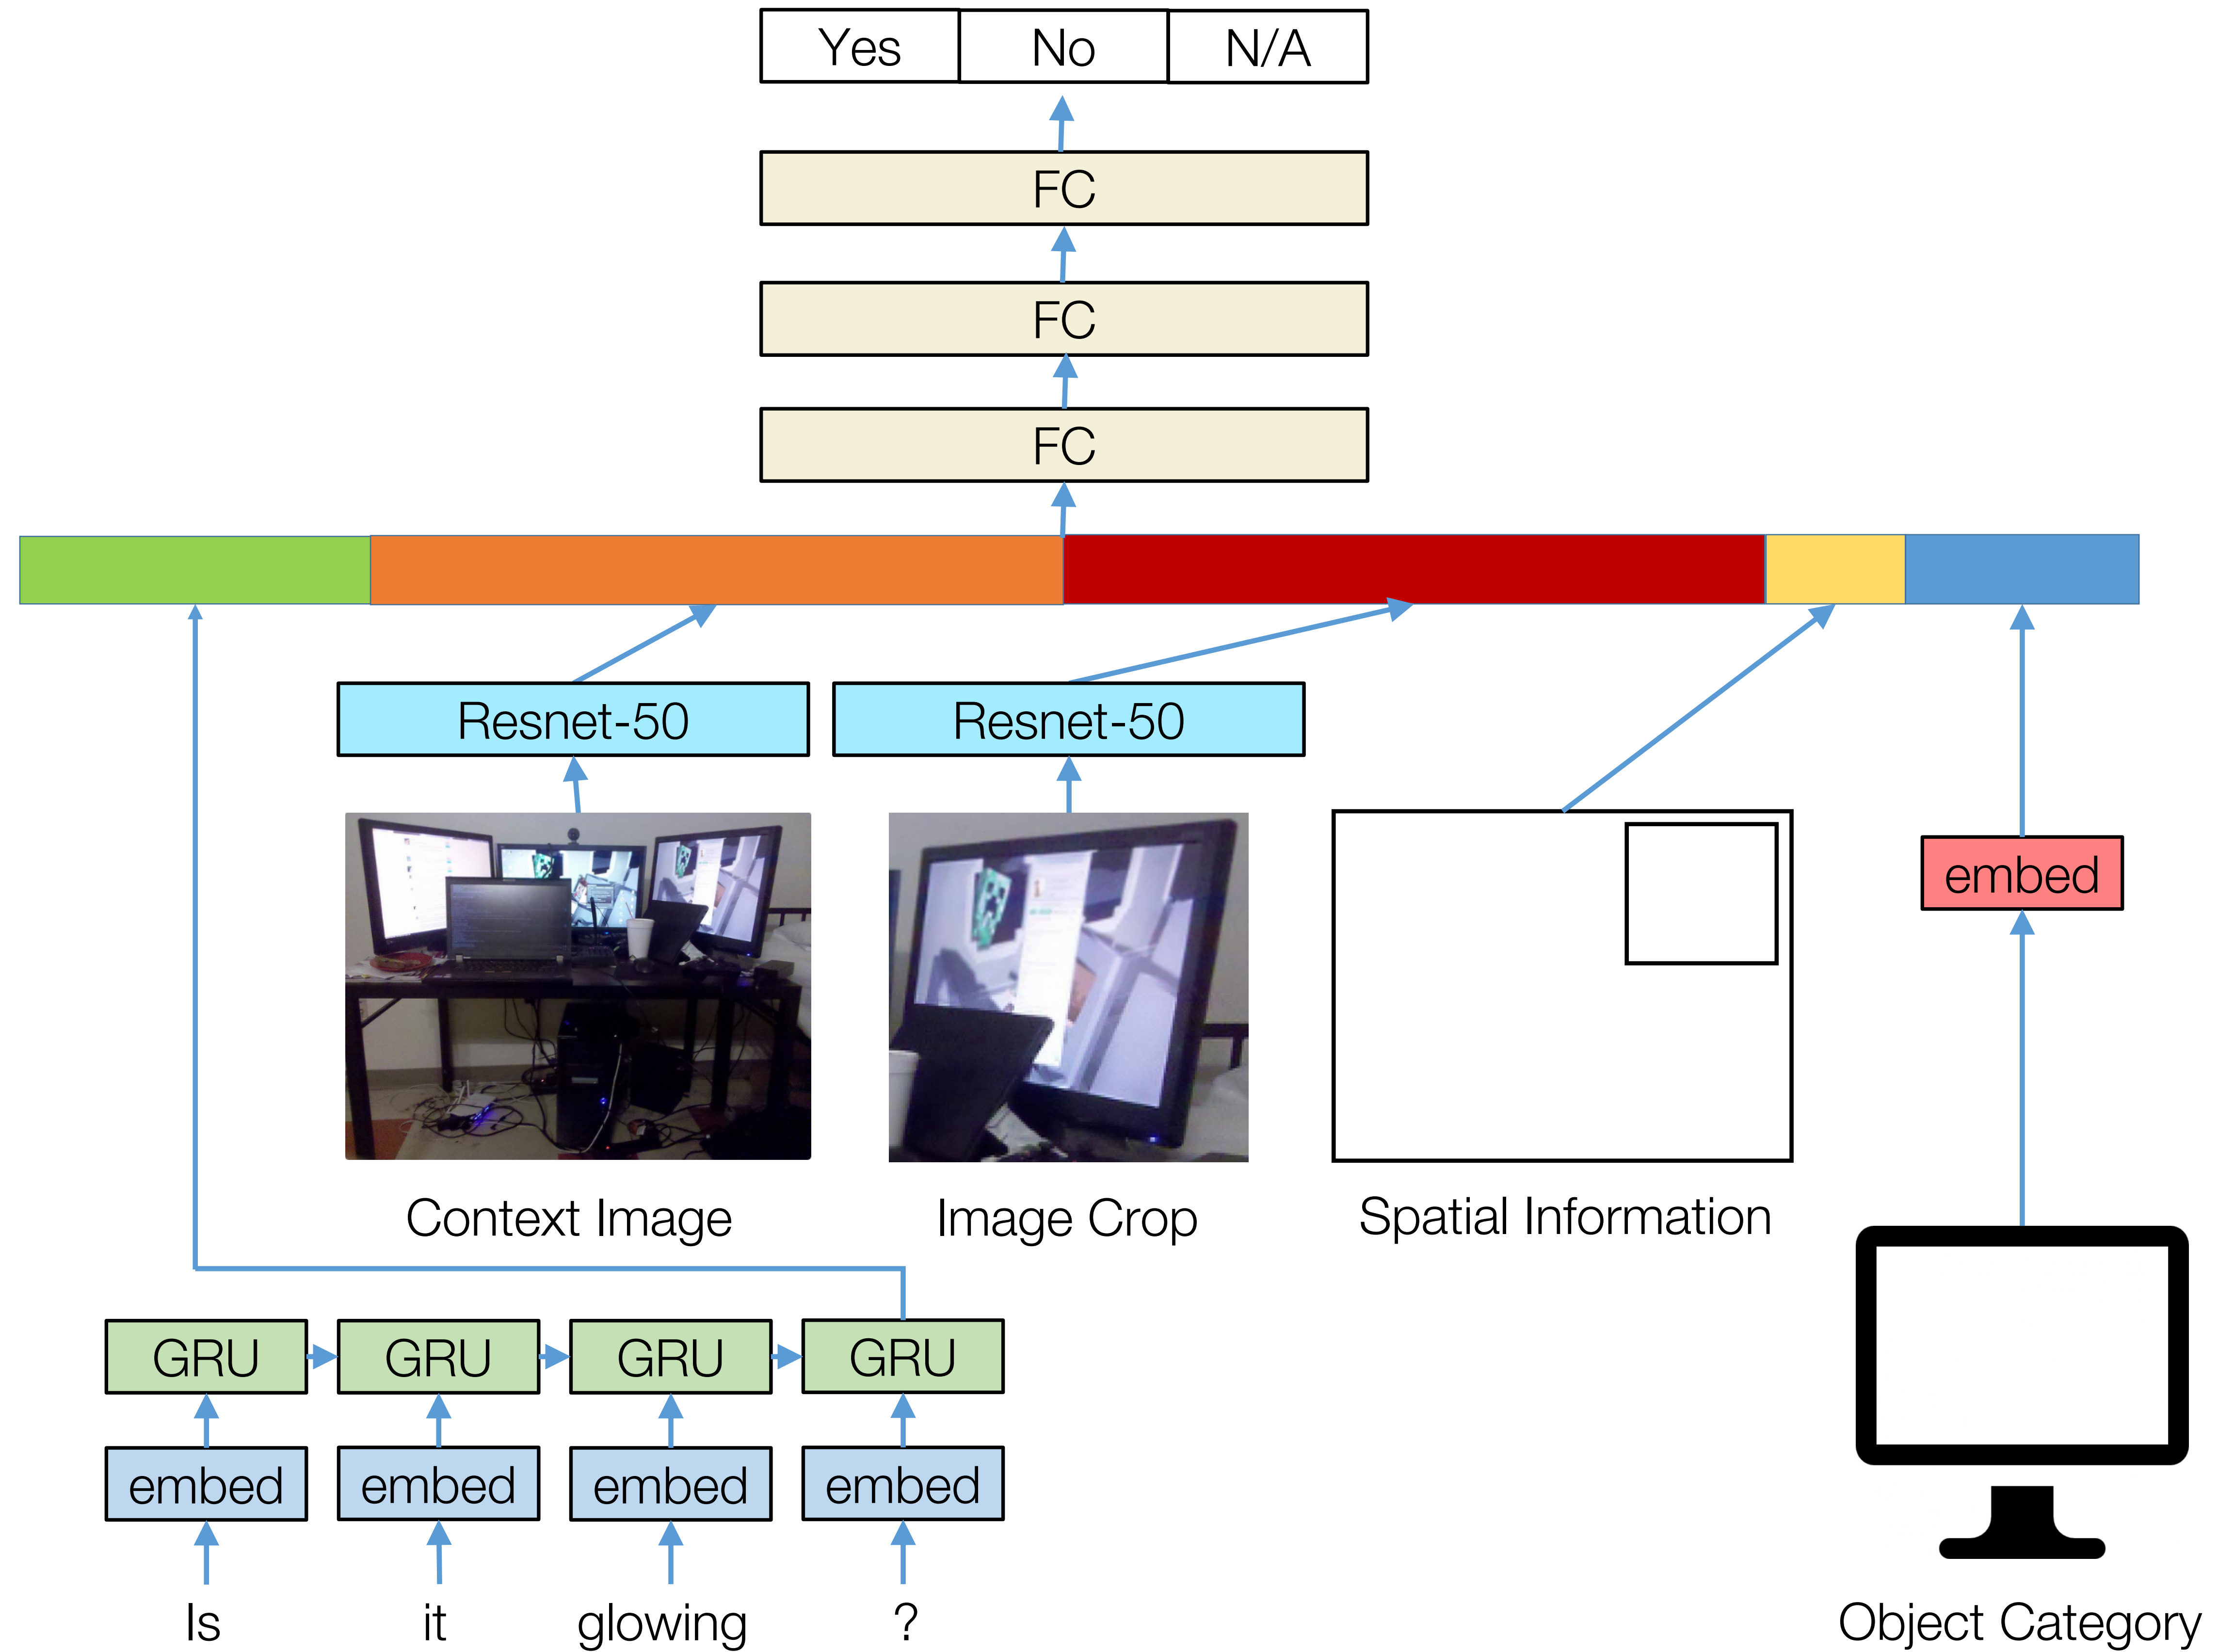 Yes No N/A
FC
FC
FC
Resnet-50 Resnet-50
embed
Context Image Image Crop Spatial Information
GRU GRU GRU GRU
embed embed embed embed
Is it glowing ? Object Category